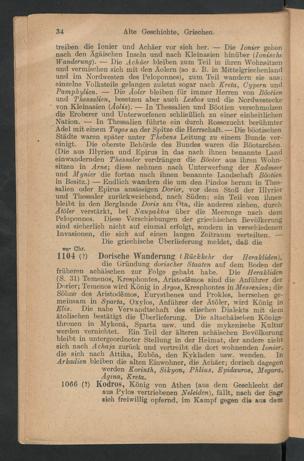 34 Alte Geschichte, Griechen.
treiben die Ionier und Achäer vor sich her. — Die Ionier gehen
nach den Ägäischen Inseln und nach Kleinasien hinüber (Ionische
Wanderung). — Die Achäer bleiben zum Teil in ihren Wohnsitzen
und vermischen sich mit den Äolern (so z. B. in Mittelgriechenland
und im Nordwesten des Peloponnes), zum Teil wandern sie aus;
einzelne Volksteile gelangen zuletzt sogar nach Kreta, Cypern und
Pamphylien. — Die Äoler bleiben immer im Besitz von Böotien
und Thessalien, besetzen aber auch Lesbos und die Nordwestecke
von Kleinasien (Äolis). — In Thessalien und Böotien verschmelzen
die Eroberer und Unterworfenen schließlich zu einer einheitlichen
Nation. — In Thessalien führte ein durch Rossezucht berühmter
Adel mit einem Tagos an der Spitze die Herrschaft. — Die böotischen
Städte waren später unter Thebens Leitung zu einem Bunde ver-
einigt. Die oberste Behörde des Bundes waren die Böotarchen.
(Die aus Illyrien und Epirus in das nach ihnen benannte Land
einwandernden Thessaler verdrängen die Böoter aus ihren Wohn-
sitzen in Arne; diese nehmen nach Unterwerfung der Kadmeer
und Mynier die fortan nach ihnen benannte Landschaft Böotien
in Besitz.) — Endlich wandern die um den Pindos herum in Thes-
salien oder Epirus ansässigen Dorier, vor dem Stoß der Illyrier
und Thessaler zurückweichend, nach Süden; ein Teil von ihnen
bleibt in den Berglande Doris am Öta, die anderen ziehen, durch
Ätoler verstärkt, bei Naupaktos über die Meerenge nach dem
Peloponnes. Diese Verschiebungen der griechischen Bevölkerung
sind sicherlich nicht auf einmal erfolgt, sondern in verschiedenen
Invasionen, die sich auf einen langen Zeitraum verteilten. —
Die griechische Überlieferung meldet, daß die
vor Chr.
1104 (?) Dorische Wanderung (Rückkehr der Herakliden),
die Gründung dorischer Staaten auf dem Boden der
früheren achäischen zur Folge gehabt habe. Die Herakliden
(S. 31) Temenos, Kresphontes, Aristodemos sind die Anführer der
Dorier; Temenos wird König in Argos, Kresphontes in Messenien; die
Söhne des Aristodemos, Eurysthenes und Prokles, herrschen ge-
meinsam in Sparta, Oxylos, Anführer der Ätoler, wird König in
Elis. Die nahe Verwandtschaft des elischen Dialekts mit dem
ätolischen bestätigt die Überlieferung. Die altachäischen Königs-
thronen in Mykenä, Sparta usw. und die mykenische Kultur
werden vernichtet. Ein Teil der älteren achäischen Bevölkerung
bleibt in untergeordneter Stellung in der Heimat, der andere zieht
sich nach Achaja zurück und vertreibt die dort wohnenden Ionier,
die sich nach Attika, Euböa, den Kykladen usw. wenden. In
Arkadien bleiben die alten Einwohner, die Achäer; dorisch dagegen
werden Korinth, Sikyon, Phlius, Epidauros, Megara,
Ägina, Kreta.
1066 (?) Kodros, König von Athen (aus dem Geschlecht der
aus Pylos vertriebenen Neleiden), fällt, nach der Sage
sich freiwillig opfernd, im Kampf gegen die aus dem